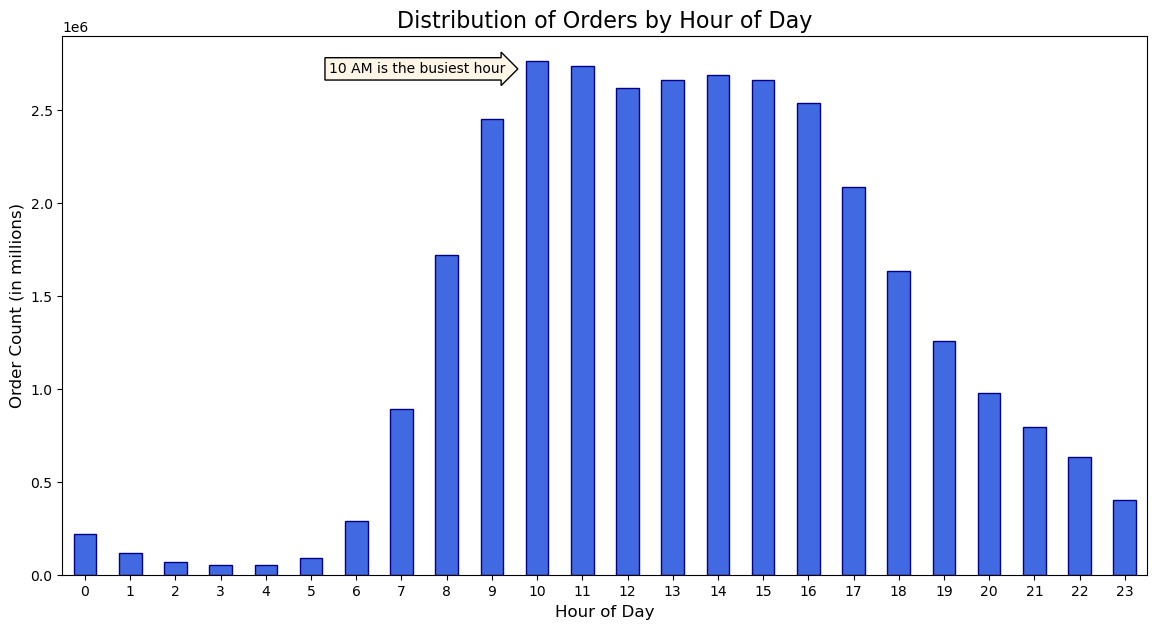 Distribution of Orders by Hour of Day
1e6
10 AM is the busiest hour
2.5
2.0
1.5
1.0
0.5
0.0
Order Count (in millions)
0 1 2 3 4 5 6 7 8 9 10 11 12 13 14 15 16 17 18 19 20 21 22 23
Hour of Day